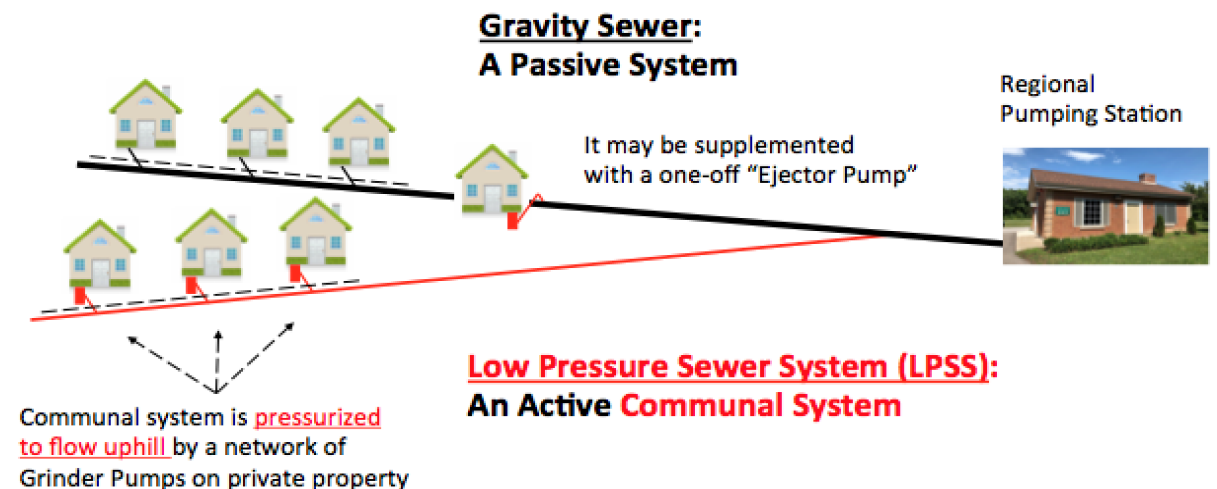 Gravity Sewer:
A Passive System
Regional
Pumping Station
It may be supplemented
with a one-off “Ejector Pump”
Low Pressure Sewer System (LPSS):
An Active Communal System
Communal system is pressurized
to flow uphill by a network of
Grinder Pumps on private property